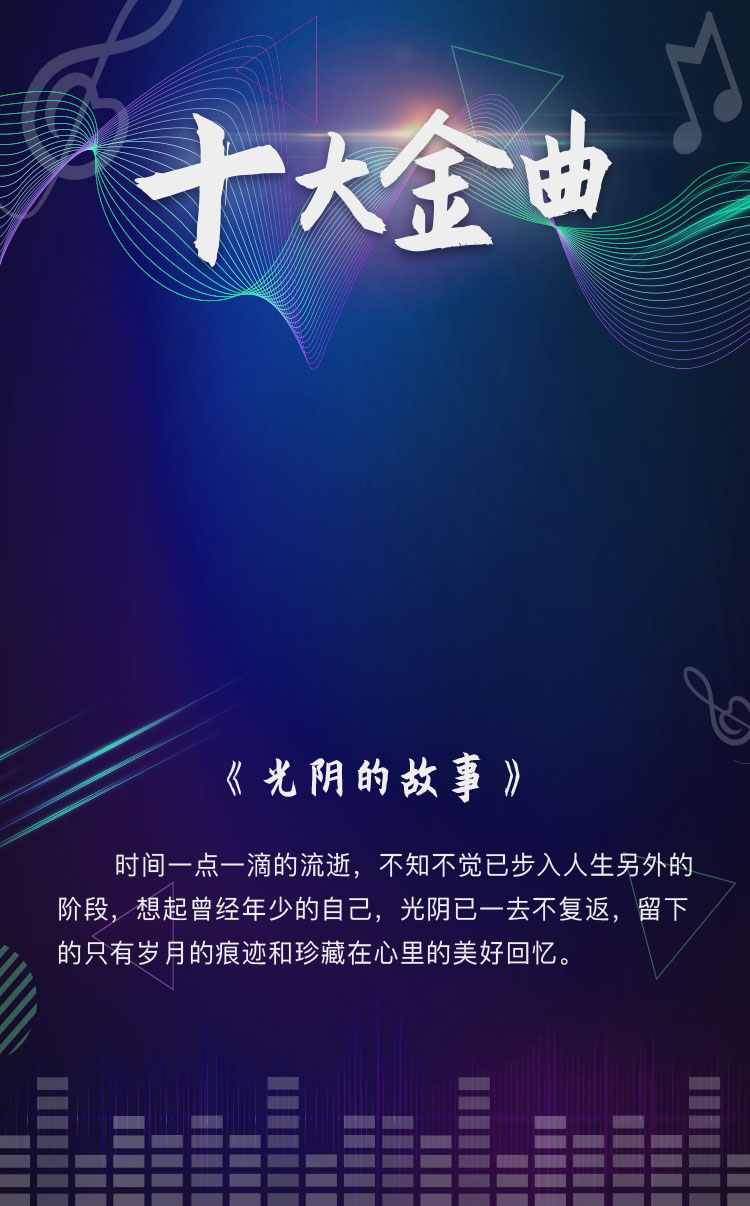 十大金曲
《光阴的故事》
时间一点一滴的流逝，不知不觉已步入人生另外的
阶段，想起曾经年少的自己，光阴已一去不复返，留下
的只有岁月的痕迹和珍藏在心里的美好回忆。